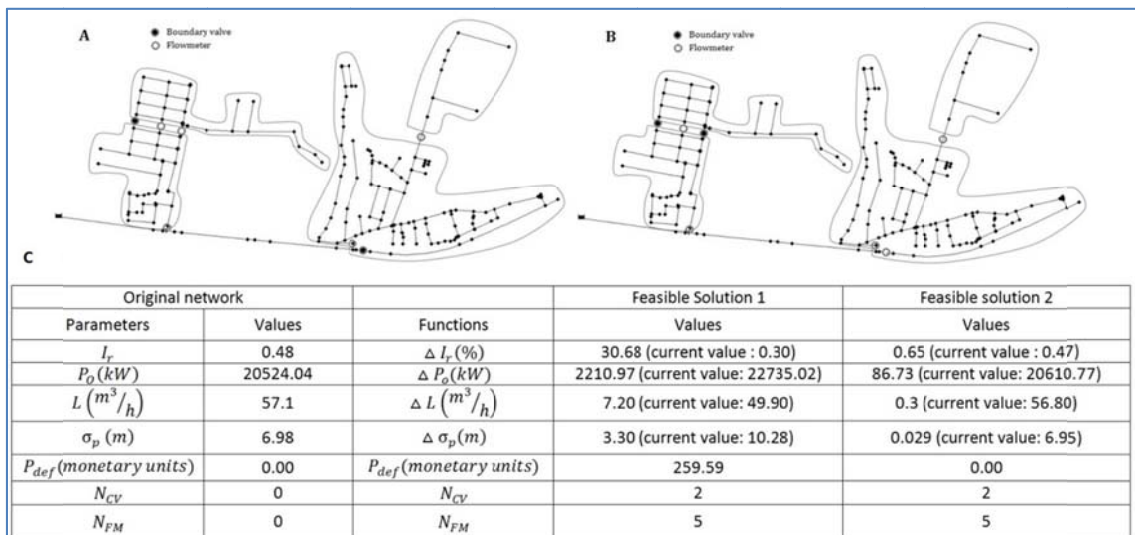 A
Boundary valve
Flowmeter
B
Boundary valve
Flowmeter
C
Original network Feasible Solution 1 Feasible solution 2
Parameters Values Functions Values Values
I_r 0.48 Δ I_r(%) 30.68 (current value : 0.30) 0.65 (current value : 0.47)
P_O(kW) 20524.04 Δ P_o(kW) 2210.97 (current value: 22735.02) 86.73 (current value: 20610.77)
L (m³/h) 57.1 Δ L (m³/h) 7.20 (current value: 49.90) 0.3 (current value: 56.80)
σ_p (m) 6.98 Δ σ_p(m) 3.30 (current value: 10.28) 0.029 (current value: 6.95)
P_def(monetary units) 0.00 P_def(monetary units) 259.59 0.00
N_CV 0 N_CV 2 2
N_FM 0 N_FM 5 5